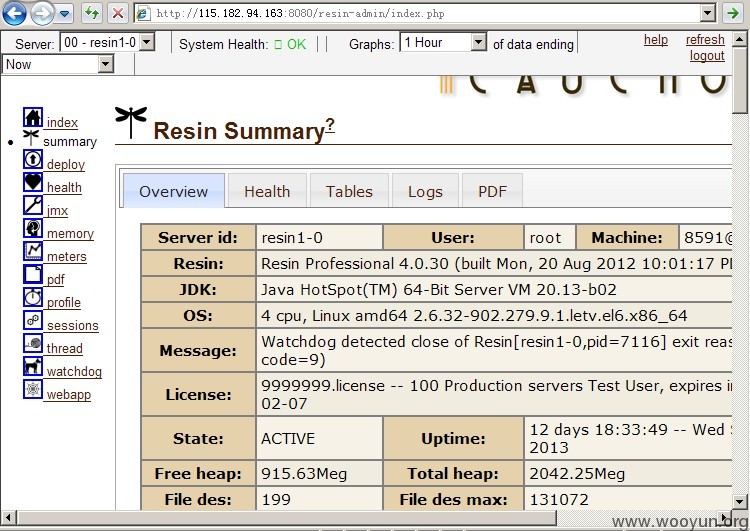 http://115.182.94.163:8080/resin-admin/index.php
Server: 00 - resin1-0 System Health: OK Graphs: 1 Hour of data ending help refresh
Now logout
CAUCHO
index
summary
deploy
health
jmx
memory
meters
pdf
profile
sessions
thread
watchdog
webapp
Resin Summary?
Overview Health Tables Logs PDF
Server id: resin1-0 User: root Machine: 8591@
Resin: Resin Professional 4.0.30 (built Mon, 20 Aug 2012 10:01:17 P
JDK: Java HotSpot(TM) 64-Bit Server VM 20.13-b02
OS: 4 cpu, Linux amd64 2.6.32-902.279.9.1.letv.el6.x86_64
Message: Watchdog detected close of Resin[resin1-0,pid=7116] exit reas
code=9)
License: 9999999.license -- 100 Production servers Test User, expires i
02-07
State: ACTIVE Uptime: 12 days 18:33:49 -- Wed
2013
Free heap: 915.63Meg Total heap: 2042.25Meg
File des: 199 File des max: 131072
www.wooyun.org